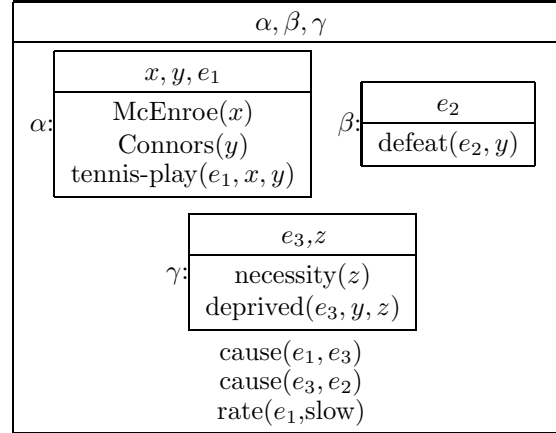 α, β, γ
x, y, e₁
α:
McEnroe(x)
Connors(y)
tennis-play(e₁, x, y)
e₂
β:
defeat(e₂, y)
e₃,z
γ:
necessity(z)
deprived(e₃, y, z)
cause(e₁, e₃)
cause(e₃, e₂)
rate(e₁,slow)